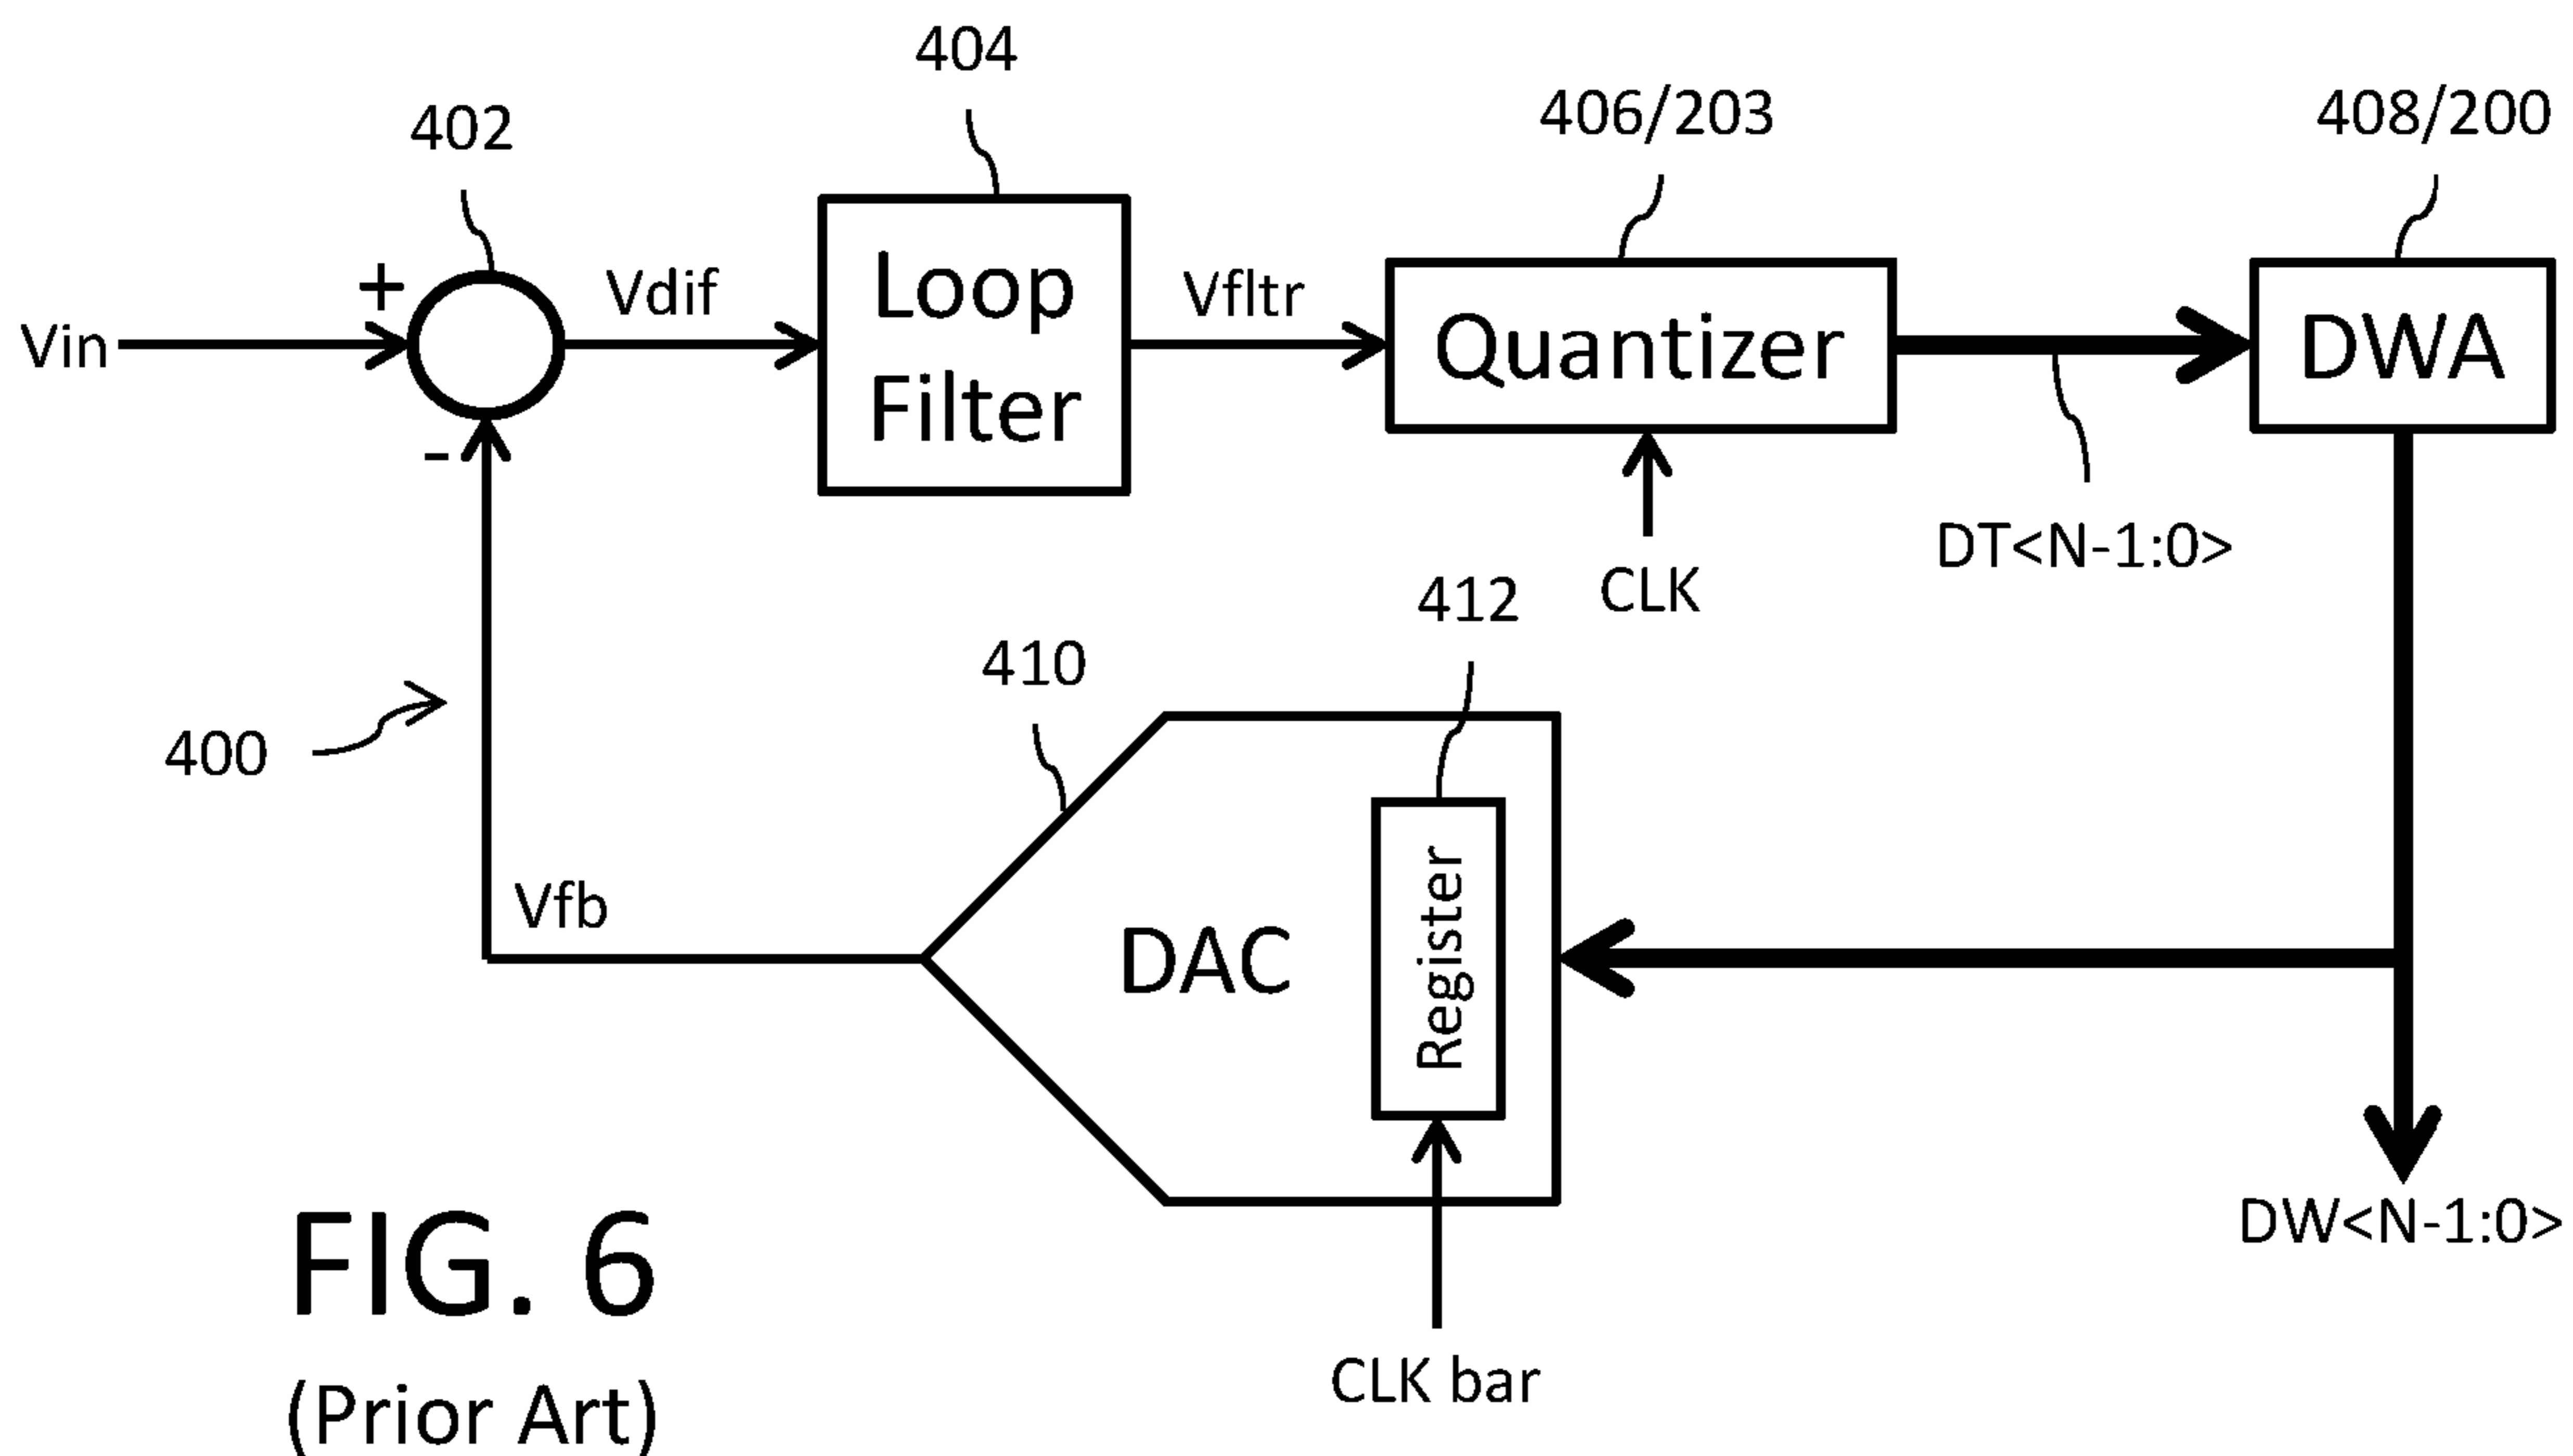 404
402
406/203
408/200
+
Vin
Vdif
Loop
Filter
Vfltr
Quantizer
DWA
-
CLK
DT<N-1:0>
412
410
400
Vfb
DAC
Register
DW<N-1:0>
CLK bar
FIG. 6
(Prior Art)